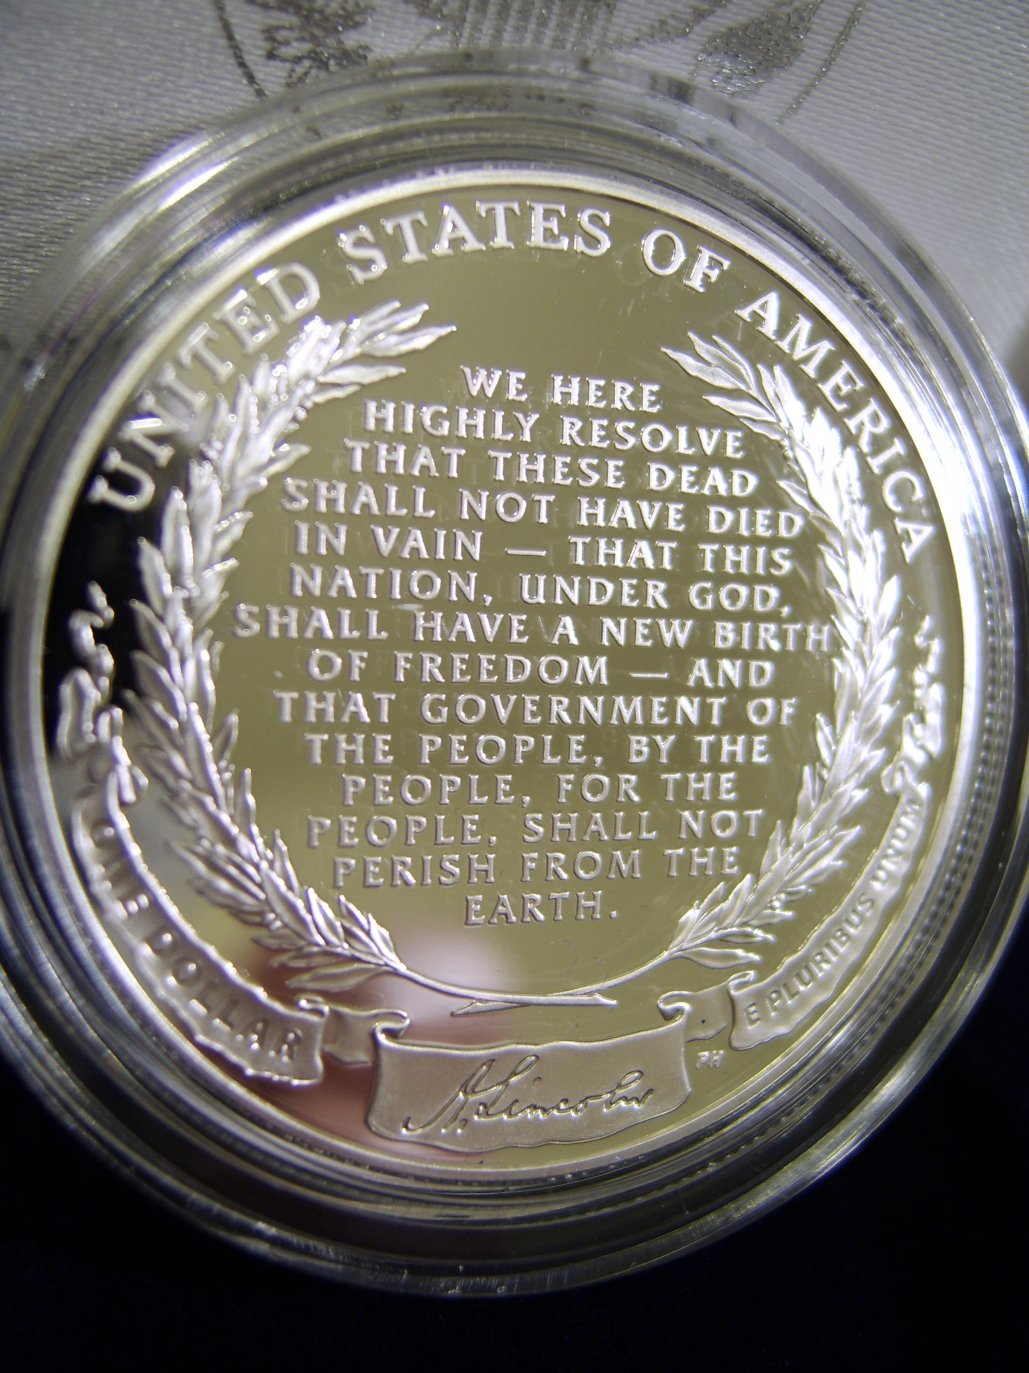 UNITED STATES OF AMERICA
WE HERE
HIGHLY RESOLVE
THAT THESE DEAD
SHALL NOT HAVE DIED
IN VAIN — THAT THIS
NATION, UNDER GOD,
SHALL HAVE A NEW BIRTH
OF FREEDOM — AND
THAT GOVERNMENT OF
THE PEOPLE, BY THE
PEOPLE, FOR THE
PEOPLE, SHALL NOT
PERISH FROM THE
EARTH.
ONE DOLLAR
E PLURIBUS UNUM
A. Lincoln
PH